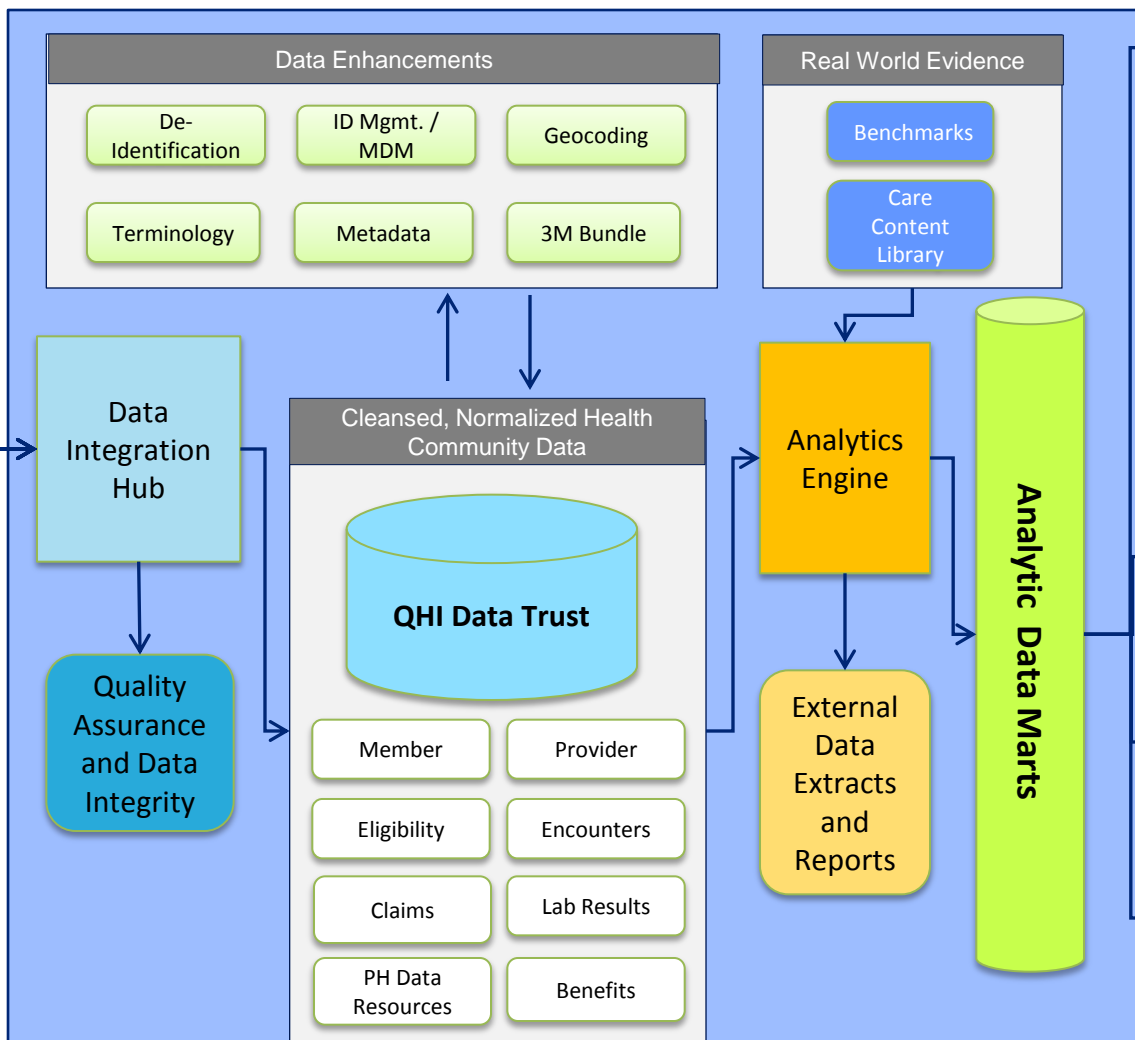 Data Enhancements
De-
Identification
ID Mgmt. /
MDM
Geocoding
Terminology
Metadata
3M Bundle
Real World Evidence
Benchmarks
Care
Content
Library
Data
Integration
Hub
Quality
Assurance
and Data
Integrity
Cleansed, Normalized Health
Community Data
QHI Data Trust
Member
Provider
Eligibility
Encounters
Claims
Lab Results
PH Data
Resources
Benefits
Analytics
Engine
External
Data
Extracts
and
Reports
Analytic Data Marts